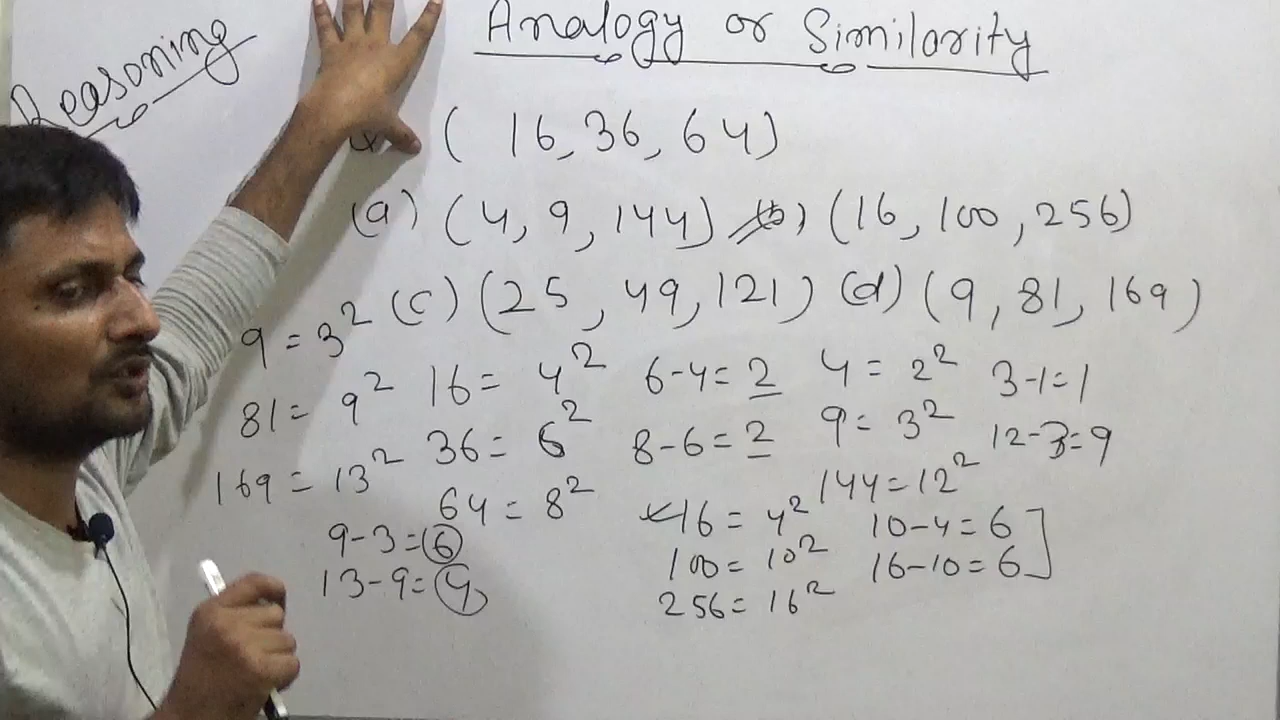 Analogy or Similarity
Reasoning
( 16, 36, 64)
(a) (4, 9, 144) (b) (16, 100, 256)
(c) (25, 49, 121) (d) (9, 81, 169)
9 = 3²
81 = 9²
169 = 13²
9-3=6
13-9=4
16 = 4²
36 = 6²
64 = 8²
6-4=2
8-6=2
4 = 2²
9 = 3²
144 = 12²
3-1=1
12-3=9
16 = 4²
100 = 10²
256 = 16²
10-4=6
16-10=6